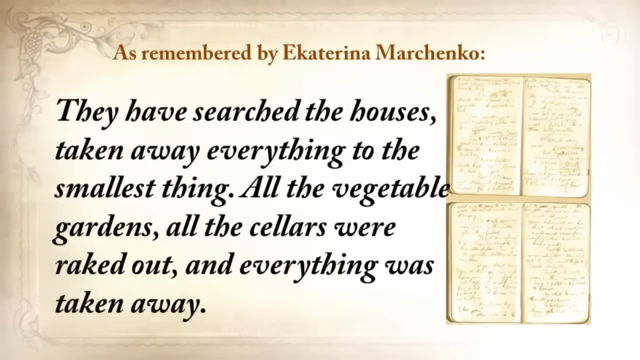 As remembered by Ekaterina Marchenko:
They have searched the houses,
taken away everything to the
smallest thing. All the vegetable
gardens, all the cellars were
raked out, and everything was
taken away.